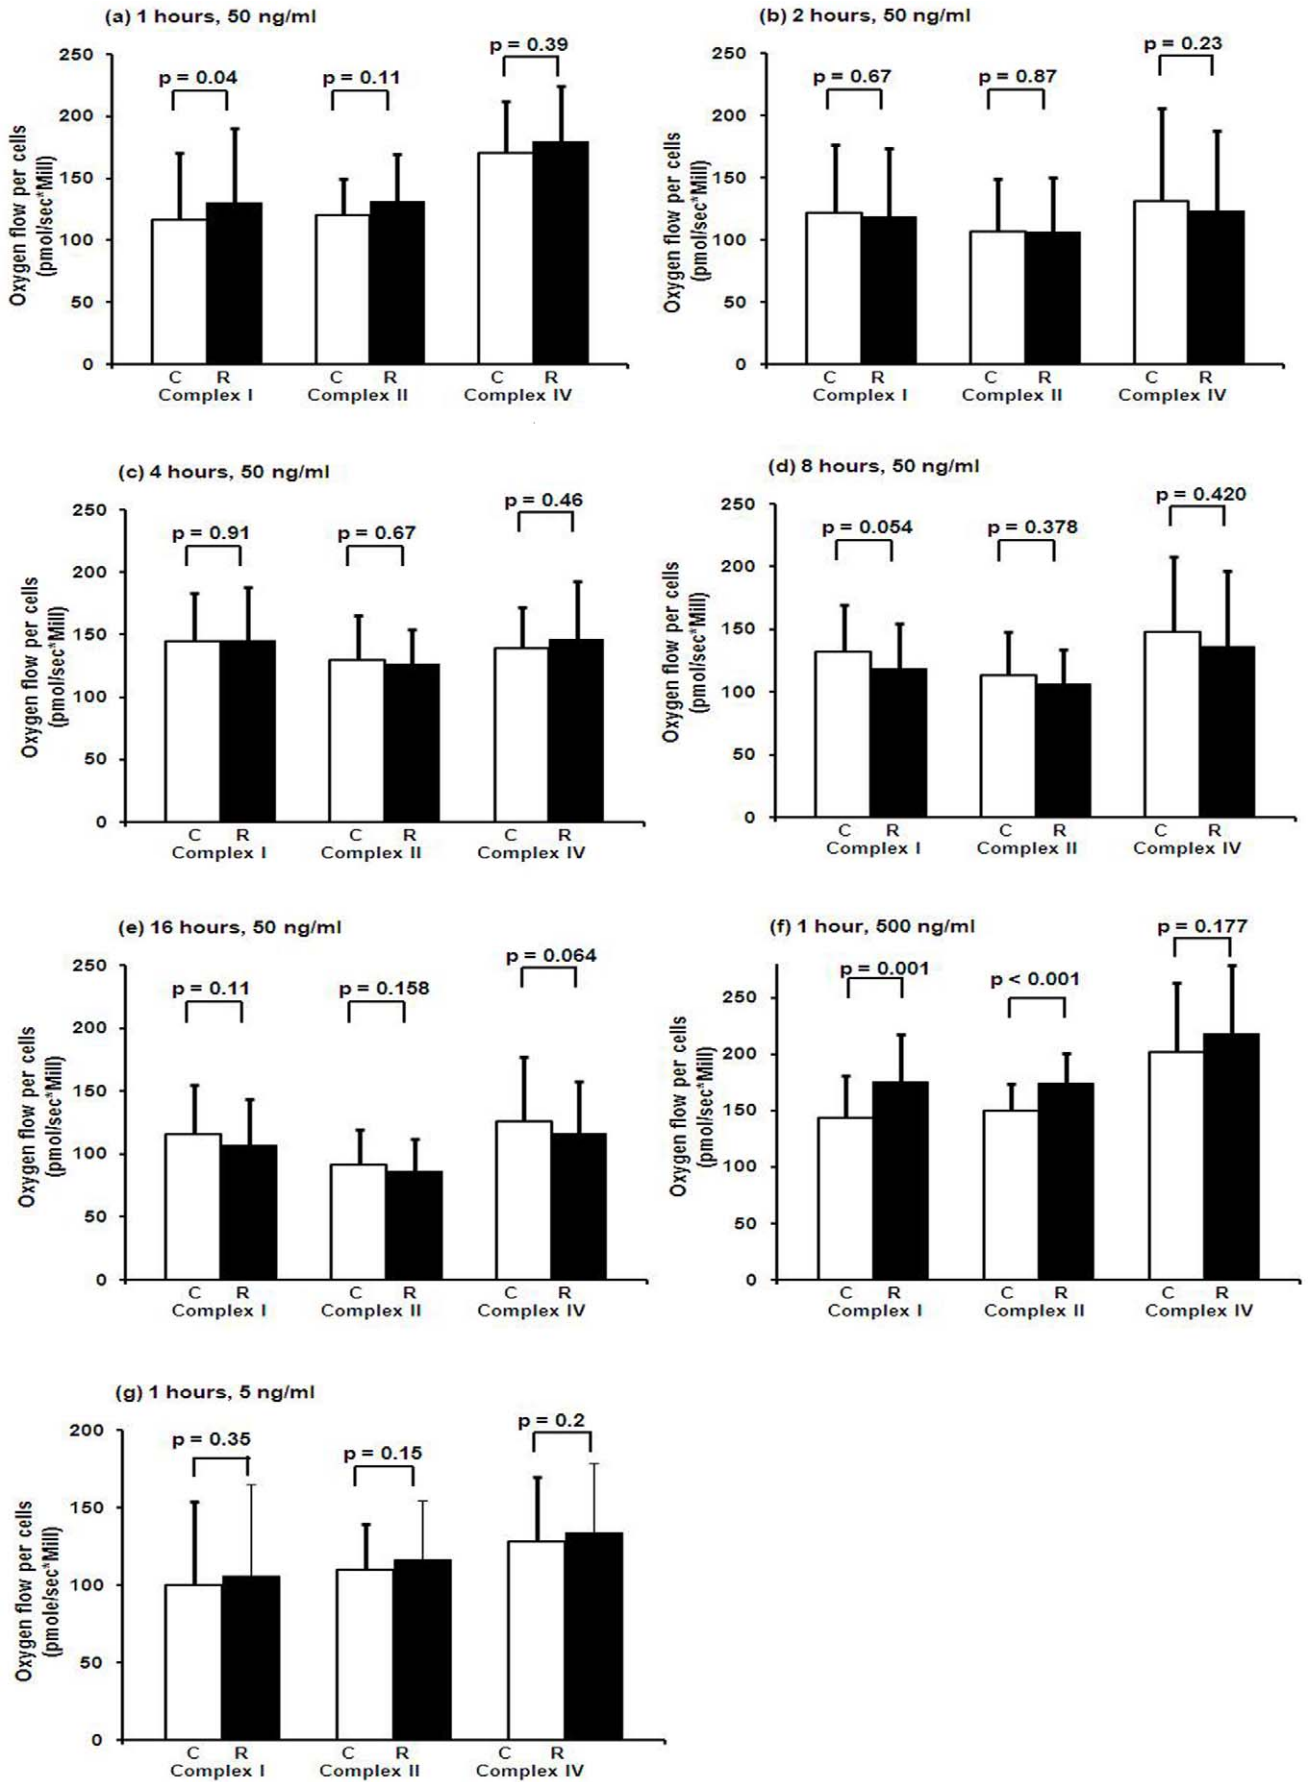 (a) 1 hours, 50 ng/ml
250
200
150
100
50
0
Oxygen flow per cells
(pmol/sec*Mill)
p = 0.04
p = 0.11
p = 0.39
C R C R C R
Complex I Complex II Complex IV
(b) 2 hours, 50 ng/ml
250
200
150
100
50
0
Oxygen flow per cells
(pmol/sec*Mill)
p = 0.67
p = 0.87
p = 0.23
C R C R C R
Complex I Complex II Complex IV
(c) 4 hours, 50 ng/ml
250
200
150
100
50
0
Oxygen flow per cells
(pmol/sec*Mill)
p = 0.91
p = 0.67
p = 0.46
C R C R C R
Complex I Complex II Complex IV
(d) 8 hours, 50 ng/ml
250
200
150
100
50
0
Oxygen flow per cells
(pmol/sec*Mill)
p = 0.054
p = 0.378
p = 0.420
C R C R C R
Complex I Complex II Complex IV
(e) 16 hours, 50 ng/ml
250
200
150
100
50
0
Oxygen flow per cells
(pmol/sec*Mill)
p = 0.11
p = 0.158
p = 0.064
C R C R C R
Complex I Complex II Complex IV
(f) 1 hour, 500 ng/ml
250
200
150
100
50
0
Oxygen flow per cells
(pmol/sec*Mill)
p = 0.001
p < 0.001
p = 0.177
C R C R C R
Complex I Complex II Complex IV
(g) 1 hours, 5 ng/ml
200
150
100
50
0
Oxygen flow per cells
(pmole/sec*Mill)
p = 0.35
p = 0.15
p = 0.2
C R C R C R
Complex I Complex II Complex IV